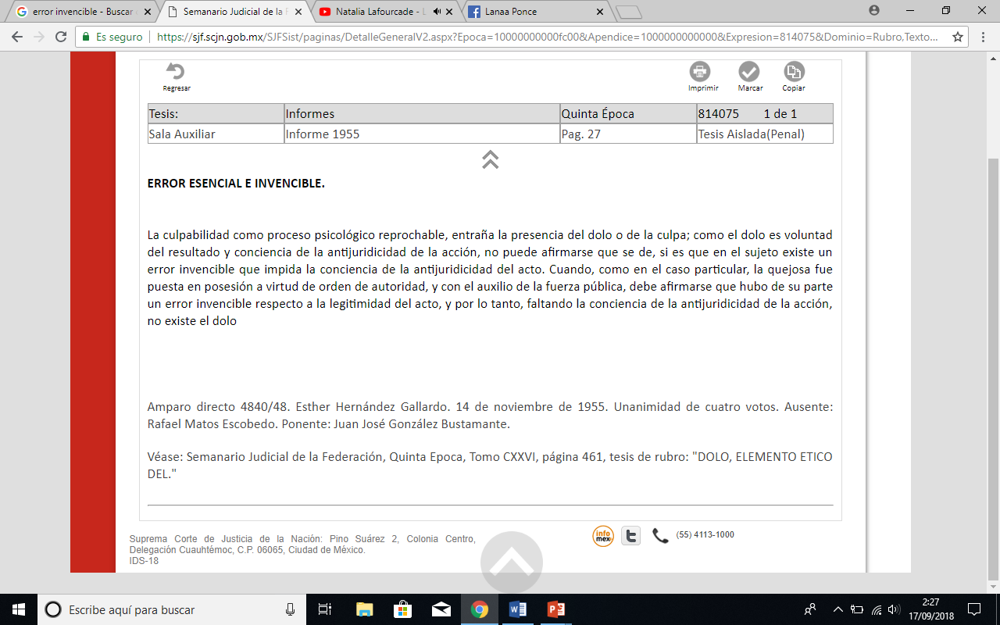 error invencible - Buscar
Semanario Judicial de la F
Natalia Lafourcade - L
Lanaa Ponce
Es seguro
https://sjf.scjn.gob.mx/SJFSist/paginas/DetalleGeneralV2.aspx?Epoca=10000000000fc00&Apendice=1000000000000&Expresion=814075&Dominio=Rubro,Texto...
Regresar
Imprimir
Marcar
Copiar
Tesis: Informes Quinta Época 814075 1 de 1
Sala Auxiliar Informe 1955 Pag. 27 Tesis Aislada(Penal)
ERROR ESENCIAL E INVENCIBLE.
La culpabilidad como proceso psicológico reprochable, entraña la presencia del dolo o de la culpa; como el dolo es voluntad
del resultado y conciencia de la antijuridicidad de la acción, no puede afirmarse que se de, si es que en el sujeto existe un
error invencible que impida la conciencia de la antijuridicidad del acto. Cuando, como en el caso particular, la quejosa fue
puesta en posesión a virtud de orden de autoridad, y con el auxilio de la fuerza pública, debe afirmarse que hubo de su parte
un error invencible respecto a la legitimidad del acto, y por lo tanto, faltando la conciencia de la antijuridicidad de la acción,
no existe el dolo
Amparo directo 4840/48. Esther Hernández Gallardo. 14 de noviembre de 1955. Unanimidad de cuatro votos. Ausente:
Rafael Matos Escobedo. Ponente: Juan José González Bustamante.
Véase: Semanario Judicial de la Federación, Quinta Epoca, Tomo CXXVI, página 461, tesis de rubro: "DOLO, ELEMENTO ETICO
DEL."
Suprema Corte de Justicia de la Nación: Pino Suárez 2, Colonia Centro,
Delegación Cuauhtémoc, C.P. 06065, Ciudad de México.
IDS-18
info
mex
(55) 4113-1000
Escribe aquí para buscar
2:27
17/09/2018